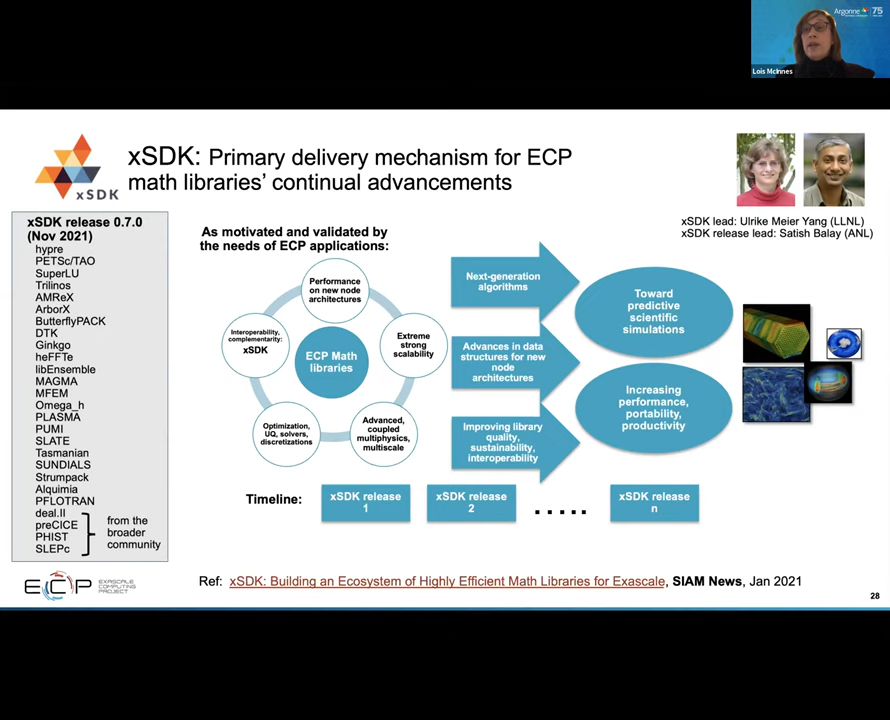 Argonne 75
Lois McInnes
xSDK
xSDK: Primary delivery mechanism for ECP
math libraries' continual advancements
xSDK lead: Ulrike Meier Yang (LLNL)
xSDK release lead: Satish Balay (ANL)
xSDK release 0.7.0
(Nov 2021)
hypre
PETSc/TAO
SuperLU
Trilinos
AMReX
ArborX
ButterflyPACK
DTK
Ginkgo
heFFTe
libEnsemble
MAGMA
MFEM
Omega_h
PLASMA
PUMI
SLATE
Tasmanian
SUNDIALS
Strumpack
Alquimia
PFLOTRAN
deal.II
preCICE
PHIST
SLEPc
from the
broader
community
As motivated and validated by
the needs of ECP applications:
Performance
on new node
architectures
Interoperability,
complementarity:
xSDK
ECP Math
libraries
Extreme
strong
scalability
Optimization,
UQ, solvers,
discretizations
Advanced,
coupled
multiphysics,
multiscale
Next-generation
algorithms
Advances in data
structures for new
node
architectures
Improving library
quality,
sustainability,
interoperability
Toward
predictive
scientific
simulations
Increasing
performance,
portability,
productivity
Timeline:
xSDK release
1
xSDK release
2
.....
xSDK release
n
ECP
EXASCALE
COMPUTING
PROJECT
Ref: xSDK: Building an Ecosystem of Highly Efficient Math Libraries for Exascale, SIAM News, Jan 2021
28